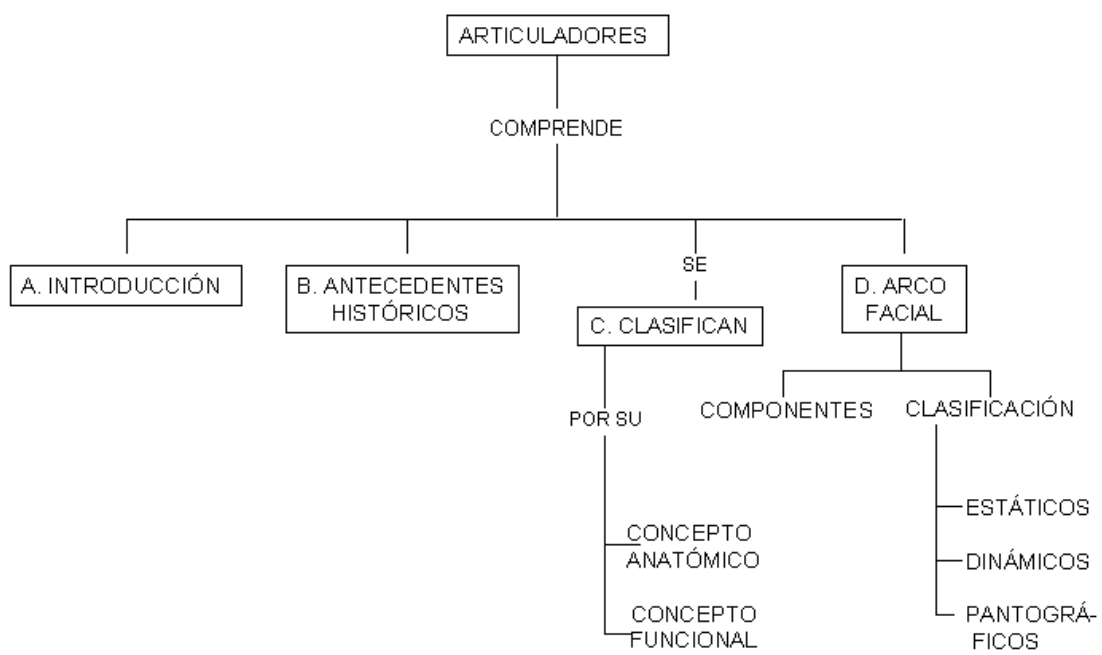 ARTICULADORES
COMPRENDE
A. INTRODUCCIÓN
B. ANTECEDENTES
HISTÓRICOS
SE
C. CLASIFICAN
D. ARCO
FACIAL
POR SU
CONCEPTO
ANATÓMICO
CONCEPTO
FUNCIONAL
COMPONENTES
CLASIFICACIÓN
ESTÁTICOS
DINÁMICOS
PANTOGRÁ-
FICOS